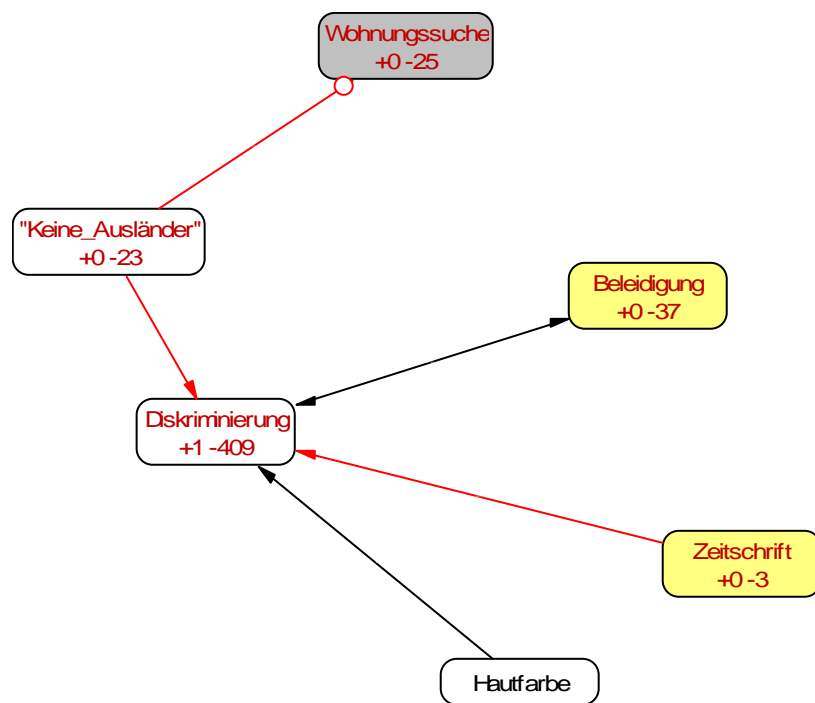 Wohnungssuche
+0 -25
"Keine_Ausländer"
+0 -23
Beleidigung
+0 -37
Diskriminierung
+1 -409
Zeitschrift
+0 -3
Hautfarbe